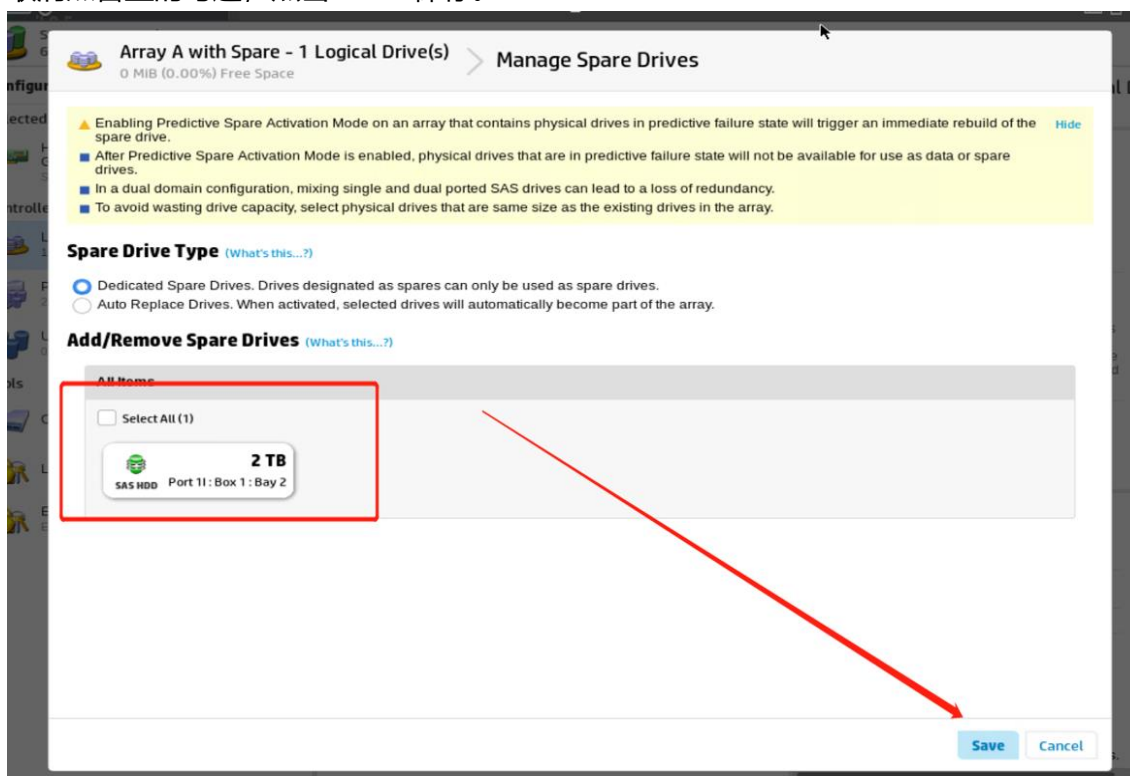 Array A with Spare - 1 Logical Drive(s)
0 MiB (0.00%) Free Space
Manage Spare Drives
Enabling Predictive Spare Activation Mode on an array that contains physical drives in predictive failure state will trigger an immediate rebuild of the
spare drive.
Hide
After Predictive Spare Activation Mode is enabled, physical drives that are in predictive failure state will not be available for use as data or spare
drives.
In a dual domain configuration, mixing single and dual ported SAS drives can lead to a loss of redundancy.
To avoid wasting drive capacity, select physical drives that are same size as the existing drives in the array.
Spare Drive Type (What's this...?)
Dedicated Spare Drives. Drives designated as spares can only be used as spare drives.
Auto Replace Drives. When activated, selected drives will automatically become part of the array.
Add/Remove Spare Drives (What's this...?)
All Items
Select All (1)
2 TB
SAS HDD Port 1I : Box 1 : Bay 2
Save Cancel